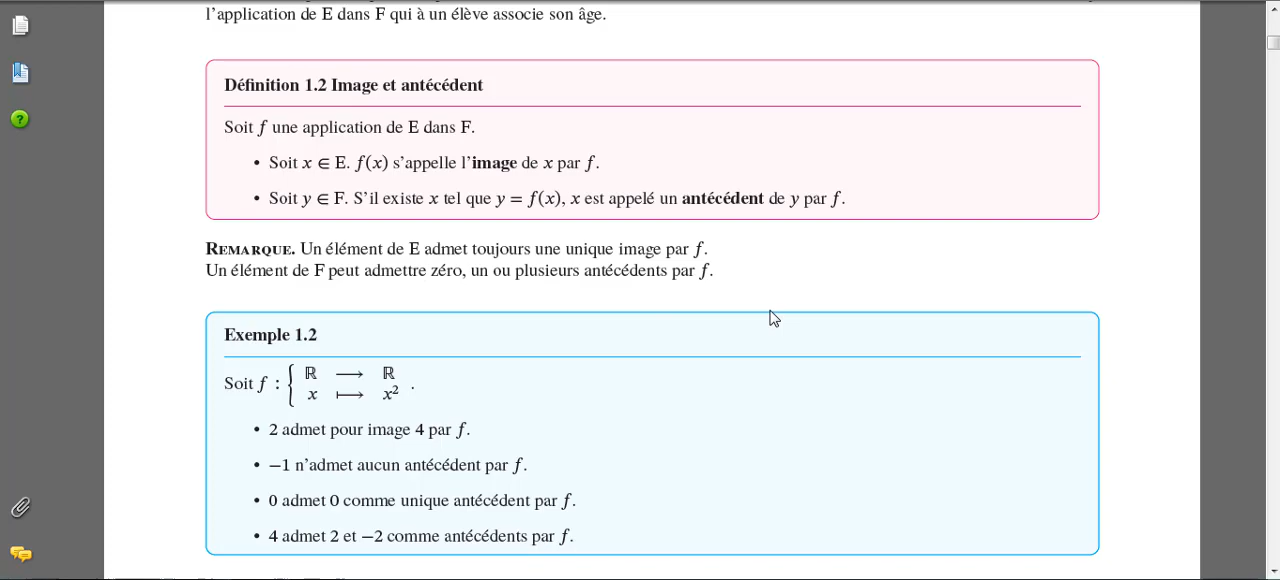 l'application de E dans F qui à un élève associe son âge.
Définition 1.2 Image et antécédent
Soit f une application de E dans F.
• Soit x ∈ E. f(x) s'appelle l'image de x par f.
• Soit y ∈ F. S'il existe x tel que y = f(x), x est appelé un antécédent de y par f.
REMARQUE. Un élément de E admet toujours une unique image par f.
Un élément de F peut admettre zéro, un ou plusieurs antécédents par f.
Exemple 1.2
Soit f : { ℝ ⟶ ℝ
x ⟼ x² .
• 2 admet pour image 4 par f.
• −1 n'admet aucun antécédent par f.
• 0 admet 0 comme unique antécédent par f.
• 4 admet 2 et −2 comme antécédents par f.